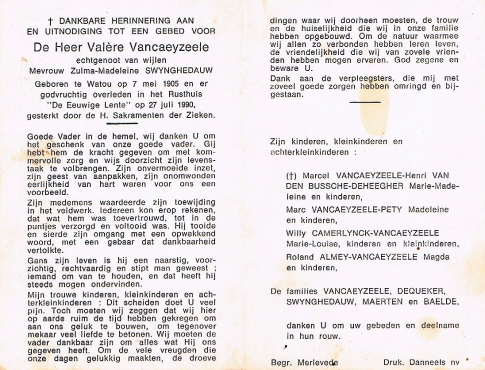 † DANKBARE HERINNERING AAN
EN UITNODIGING TOT EEN GEBED VOOR
De Heer Valère Vancaeyzeele
echtgenoot van wijlen
Mevrouw Zulma-Madeleine SWYNGHEDAUW
Geboren te Watou op 7 mei 1905 en er
godvruchtig overleden in het Rusthuis
"De Eeuwige Lente" op 27 juli 1990,
gesterkt door de H. Sakramenten der Zieken.
Goede Vader in de hemel, wij danken U om
het geschenk van onze goede vader. Gij
hebt hem de kracht gegeven om met kom-
mervolle zorg en wijs doorzicht zijn levens-
taak te volbrengen. Zijn onvermoeide inzet,
zijn geest van aanpakken, zijn onomwonden
eerlijkheid van hart waren voor ons een
voorbeeld.
Zijn medemens waardeerde zijn toewijding
in het veldwerk. Iedereen kon erop rekenen,
dat wat hem was toevertrouwd, tot in de
puntjes verzorgd en voltooid was. Hij tooide
en sierde zijn omgang met een opwekkend
woord, met een gebaar dat dankbaarheid
vertolkte.
Gans zijn leven is hij een naarstig, voor-
zichtig, rechtvaardig en stipt man geweest ;
iemand om van te houden, en dat heeft hij
steeds mogen ondervinden.
Mijn trouwe kinderen, kleinkinderen en ach-
terkleinkinderen : Dit scheiden doet U veel
pijn. Toch moeten wij zeggen dat wij hier
op aarde ruim de tijd hebben gekregen om
aan ons geluk te bouwen, om tegenover
mekaar veel liefde te betonen. Wij moeten de
vader dankbaar zijn om alles wat Hij ons
gegeven heeft. Om de vele vreugden die
onze dagen gelukkig maakten, de droeve
dingen waar wij doorheen moesten, de trouw
en de huiselijkheid die wij in onze familie
hebben opgebouwd. Om de natuur waarmee
wij allen zo verbonden hebben leren leven,
de vriendelijkheid die wij van zovele vrien-
den hebben mogen ervaren. God zegene en
beware U.
Dank aan de verpleegsters, die mij met
zoveel goede zorgen hebben omringd en bij-
gestaan.
Zijn kinderen, kleinkinderen en
achterkleinkinderen :
(†) Marcel VANCAEYZEELE-Henri VAN
DEN BUSSCHE-DEHEEGHER Marie-Made-
leine en kinderen,
Marc VANCAEYZEELE-PETY Madeleine
en kinderen,
Willy CAMERLYNCK-VANCAEYZEELE
Marie-Louise, kinderen en kleinkinderen,
Roland ALMEY-VANCAEYZEELE Magda
en kinderen,
De families VANCAEYZEELE, DEQUEKER,
SWYNGHEDAUW, MAERTEN en BAELDE,
danken U om uw gebeden en deelname
in hun rouw.
Begr. Merlevede Druk. Danneels nv